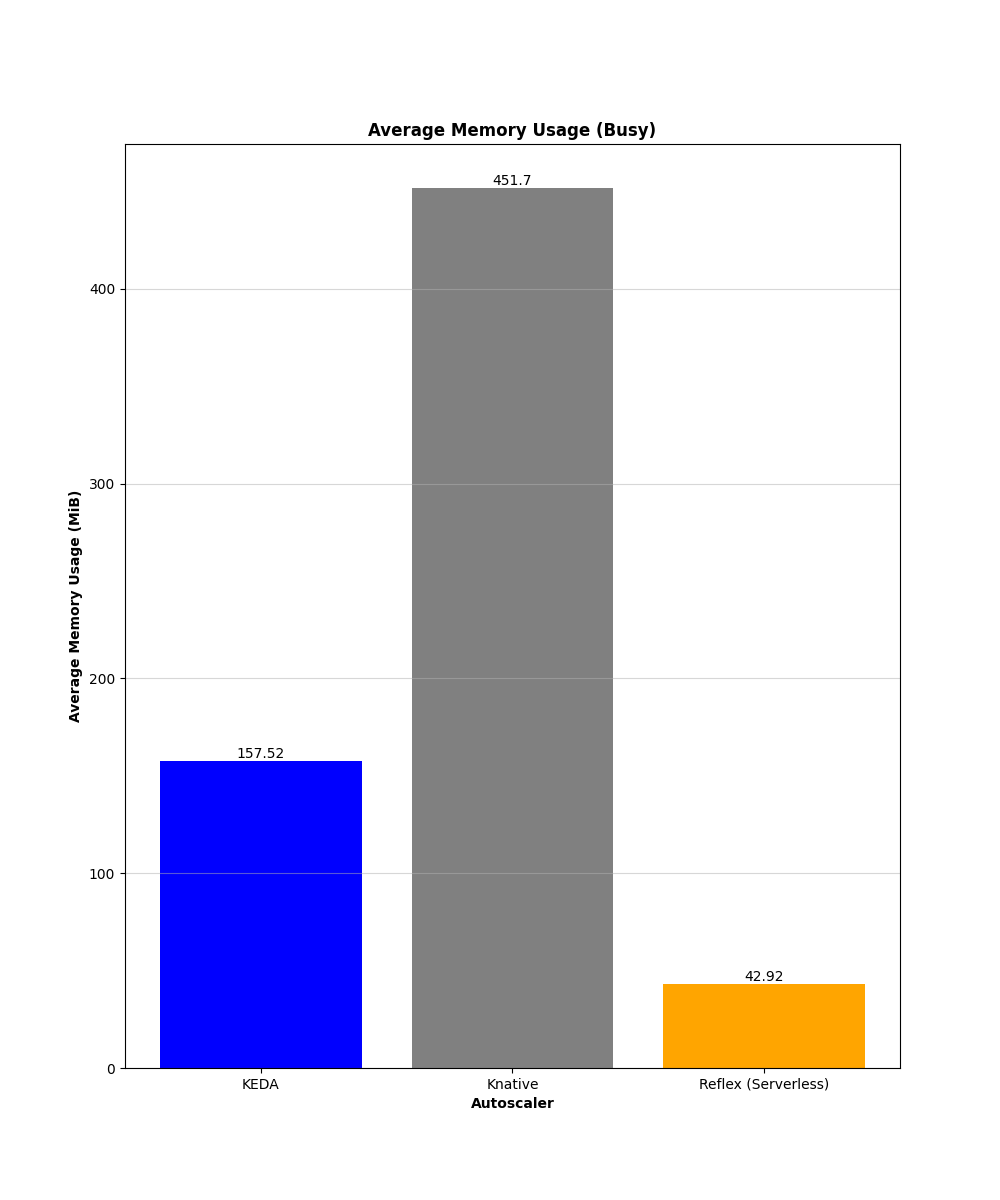 Average Memory Usage (Busy)
451.7
400
300
Average Memory Usage (MiB)
200
157.52
100
42.92
0
KEDA
Knative
Reflex (Serverless)
Autoscaler